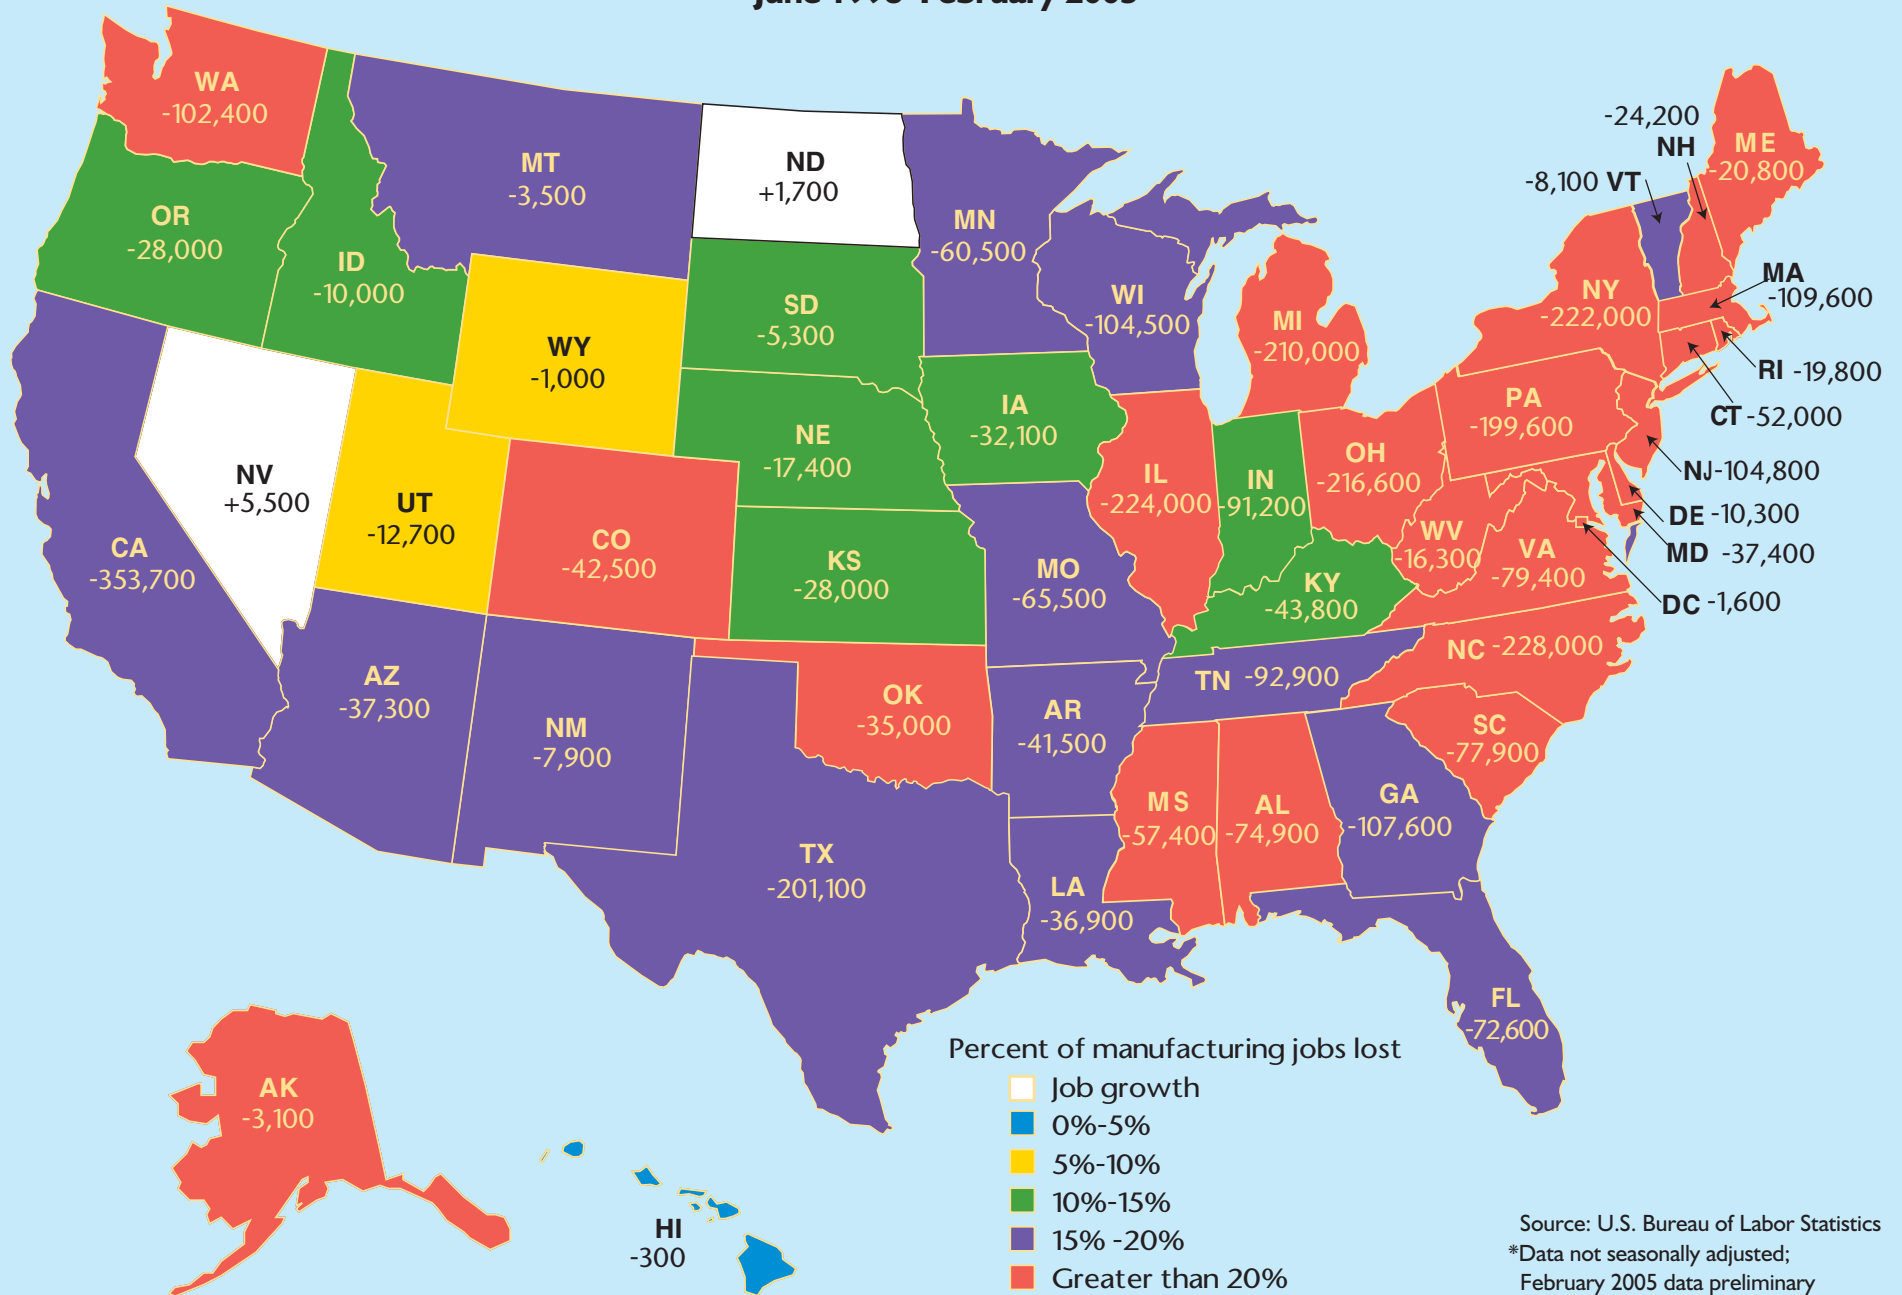 February 2005
WA
-102,400
OR
-28,000
ID
-10,000
MT
-3,500
ND
+1,700
MN
-60,500
WI
-104,500
MI
-210,000
SD
-5,300
WY
-1,000
NV
+5,500
UT
-12,700
CA
-353,700
CO
-42,500
NE
-17,400
IA
-32,100
KS
-28,000
MO
-65,500
IL
-224,000
IN
-91,200
OH
-216,600
KY
-43,800
WV
-16,300
VA
-79,400
PA
-199,600
NY
-222,000
-24,200
NH
-8,100 VT
ME
-20,800
MA
-109,600
RI -19,800
CT -52,000
NJ-104,800
DE -10,300
MD -37,400
DC -1,600
NC -228,000
TN -92,900
SC
-77,900
AZ
-37,300
NM
-7,900
OK
-35,000
AR
-41,500
MS
-57,400
AL
-74,900
GA
-107,600
TX
-201,100
LA
-36,900
FL
-72,600
AK
-3,100
HI
-300
Percent of manufacturing jobs lost
Job growth
0%-5%
5%-10%
10%-15%
15% -20%
Greater than 20%
Source: U.S. Bureau of Labor Statistics
*Data not seasonally adjusted;
February 2005 data preliminary